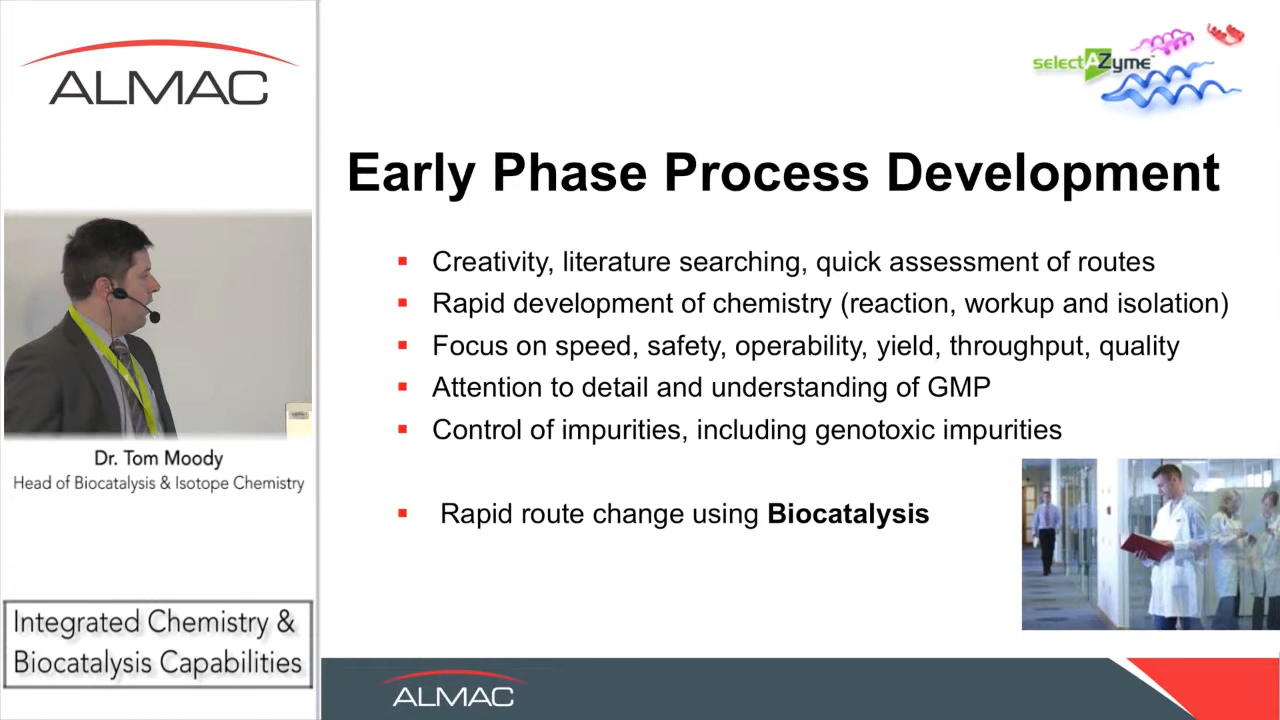 ALMAC
selectAZyme™
Early Phase Process Development
Creativity, literature searching, quick assessment of routes
Rapid development of chemistry (reaction, workup and isolation)
Focus on speed, safety, operability, yield, throughput, quality
Attention to detail and understanding of GMP
Control of impurities, including genotoxic impurities
Rapid route change using Biocatalysis
Dr. Tom Moody
Head of Biocatalysis & Isotope Chemistry
Integrated Chemistry &
Biocatalysis Capabilities
ALMAC